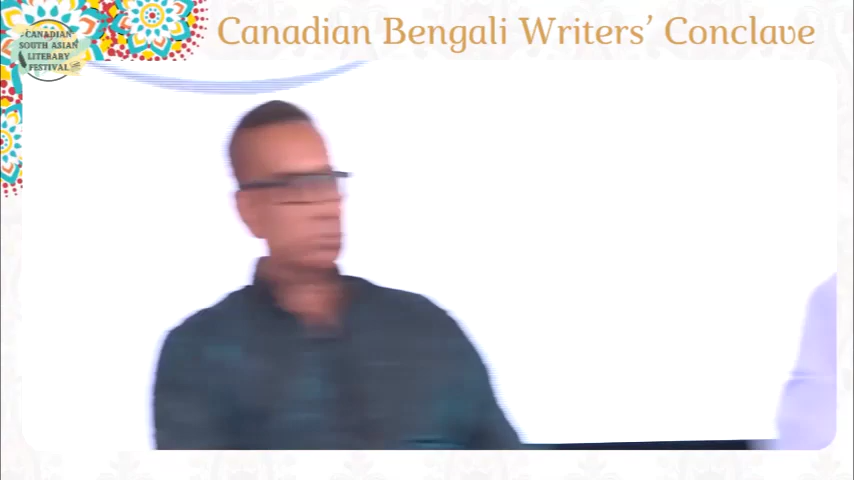 Canadian Bengali Writers' Conclave
CANADIAN
SOUTH ASIAN
LITERARY
FESTIVAL